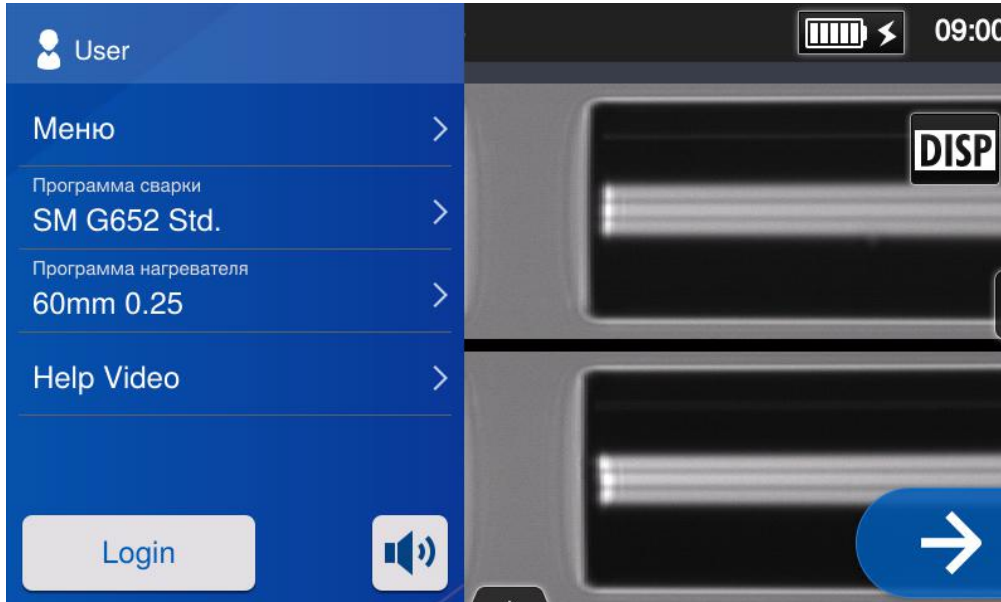 User
09:00
Меню
DISP
Программа сварки
SM G652 Std.
Программа нагревателя
60mm 0.25
Help Video
Login